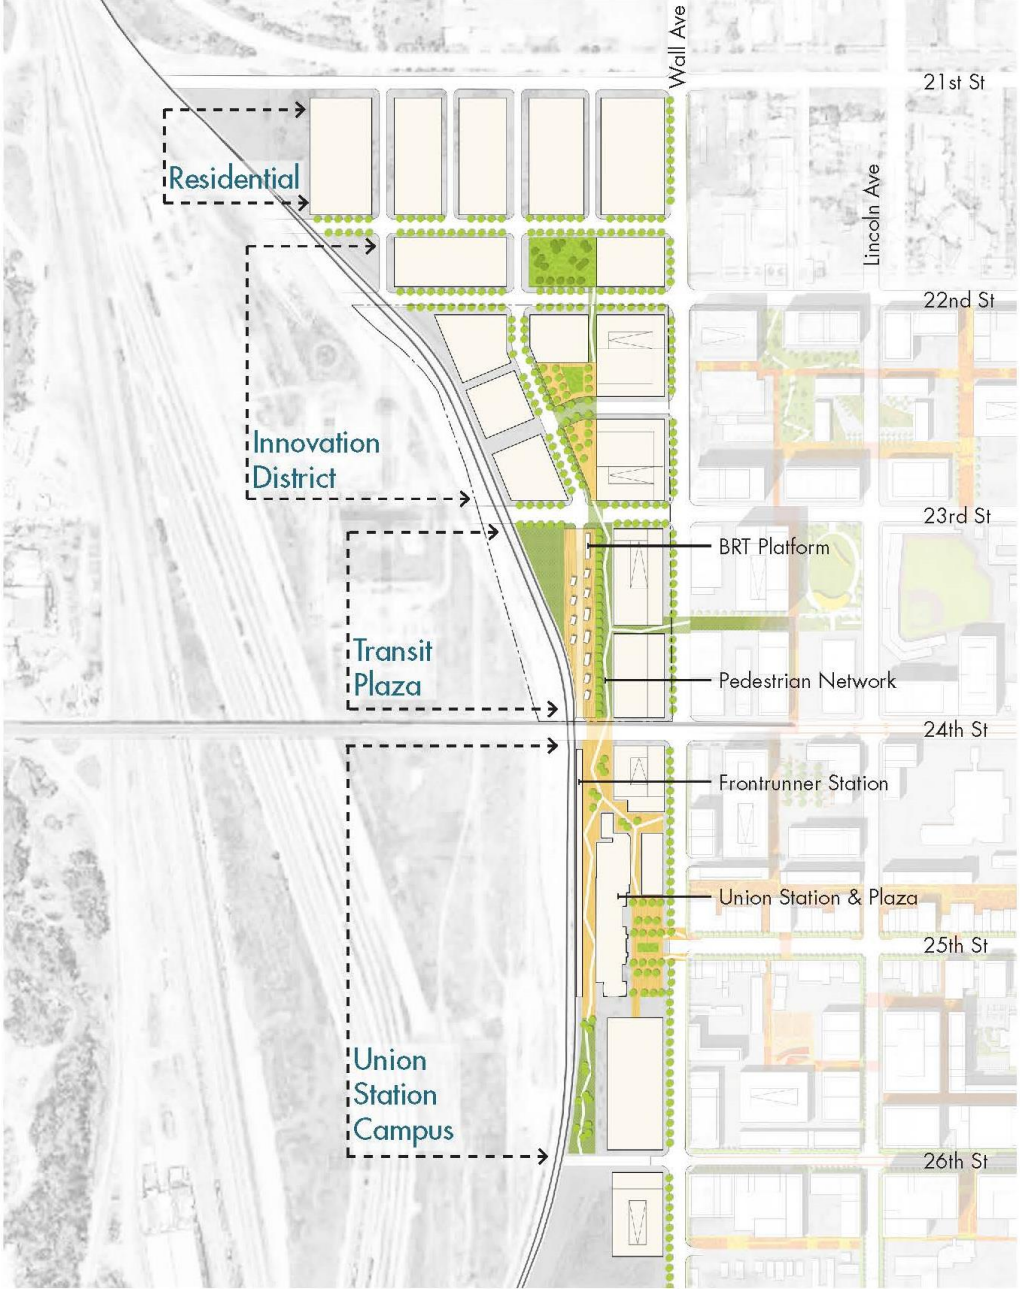 Wall Ave
21st St
Residential
Lincoln Ave
22nd St
Innovation
District
23rd St
BRT Platform
Transit
Plaza
Pedestrian Network
24th St
Frontrunner Station
Union Station & Plaza
25th St
Union
Station
Campus
26th St